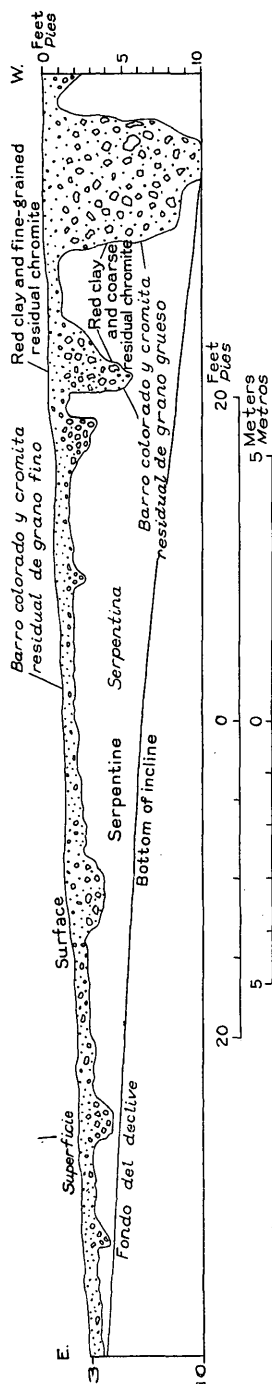 E.
W.
0 Feet
Pies
5
10
3
10
Superficie
Surface
Barro colorado y cromita
residual de grano fino
Red clay and fine-grained
residual chromite
Red clay
and coarse
residual chromite
Barro colorado y cromita
residual de grano grueso
Serpentine
Serpentina
Fondo del declive
Bottom of incline
20
0
20 Feet
Pies
5
0
5
Meters
Metros